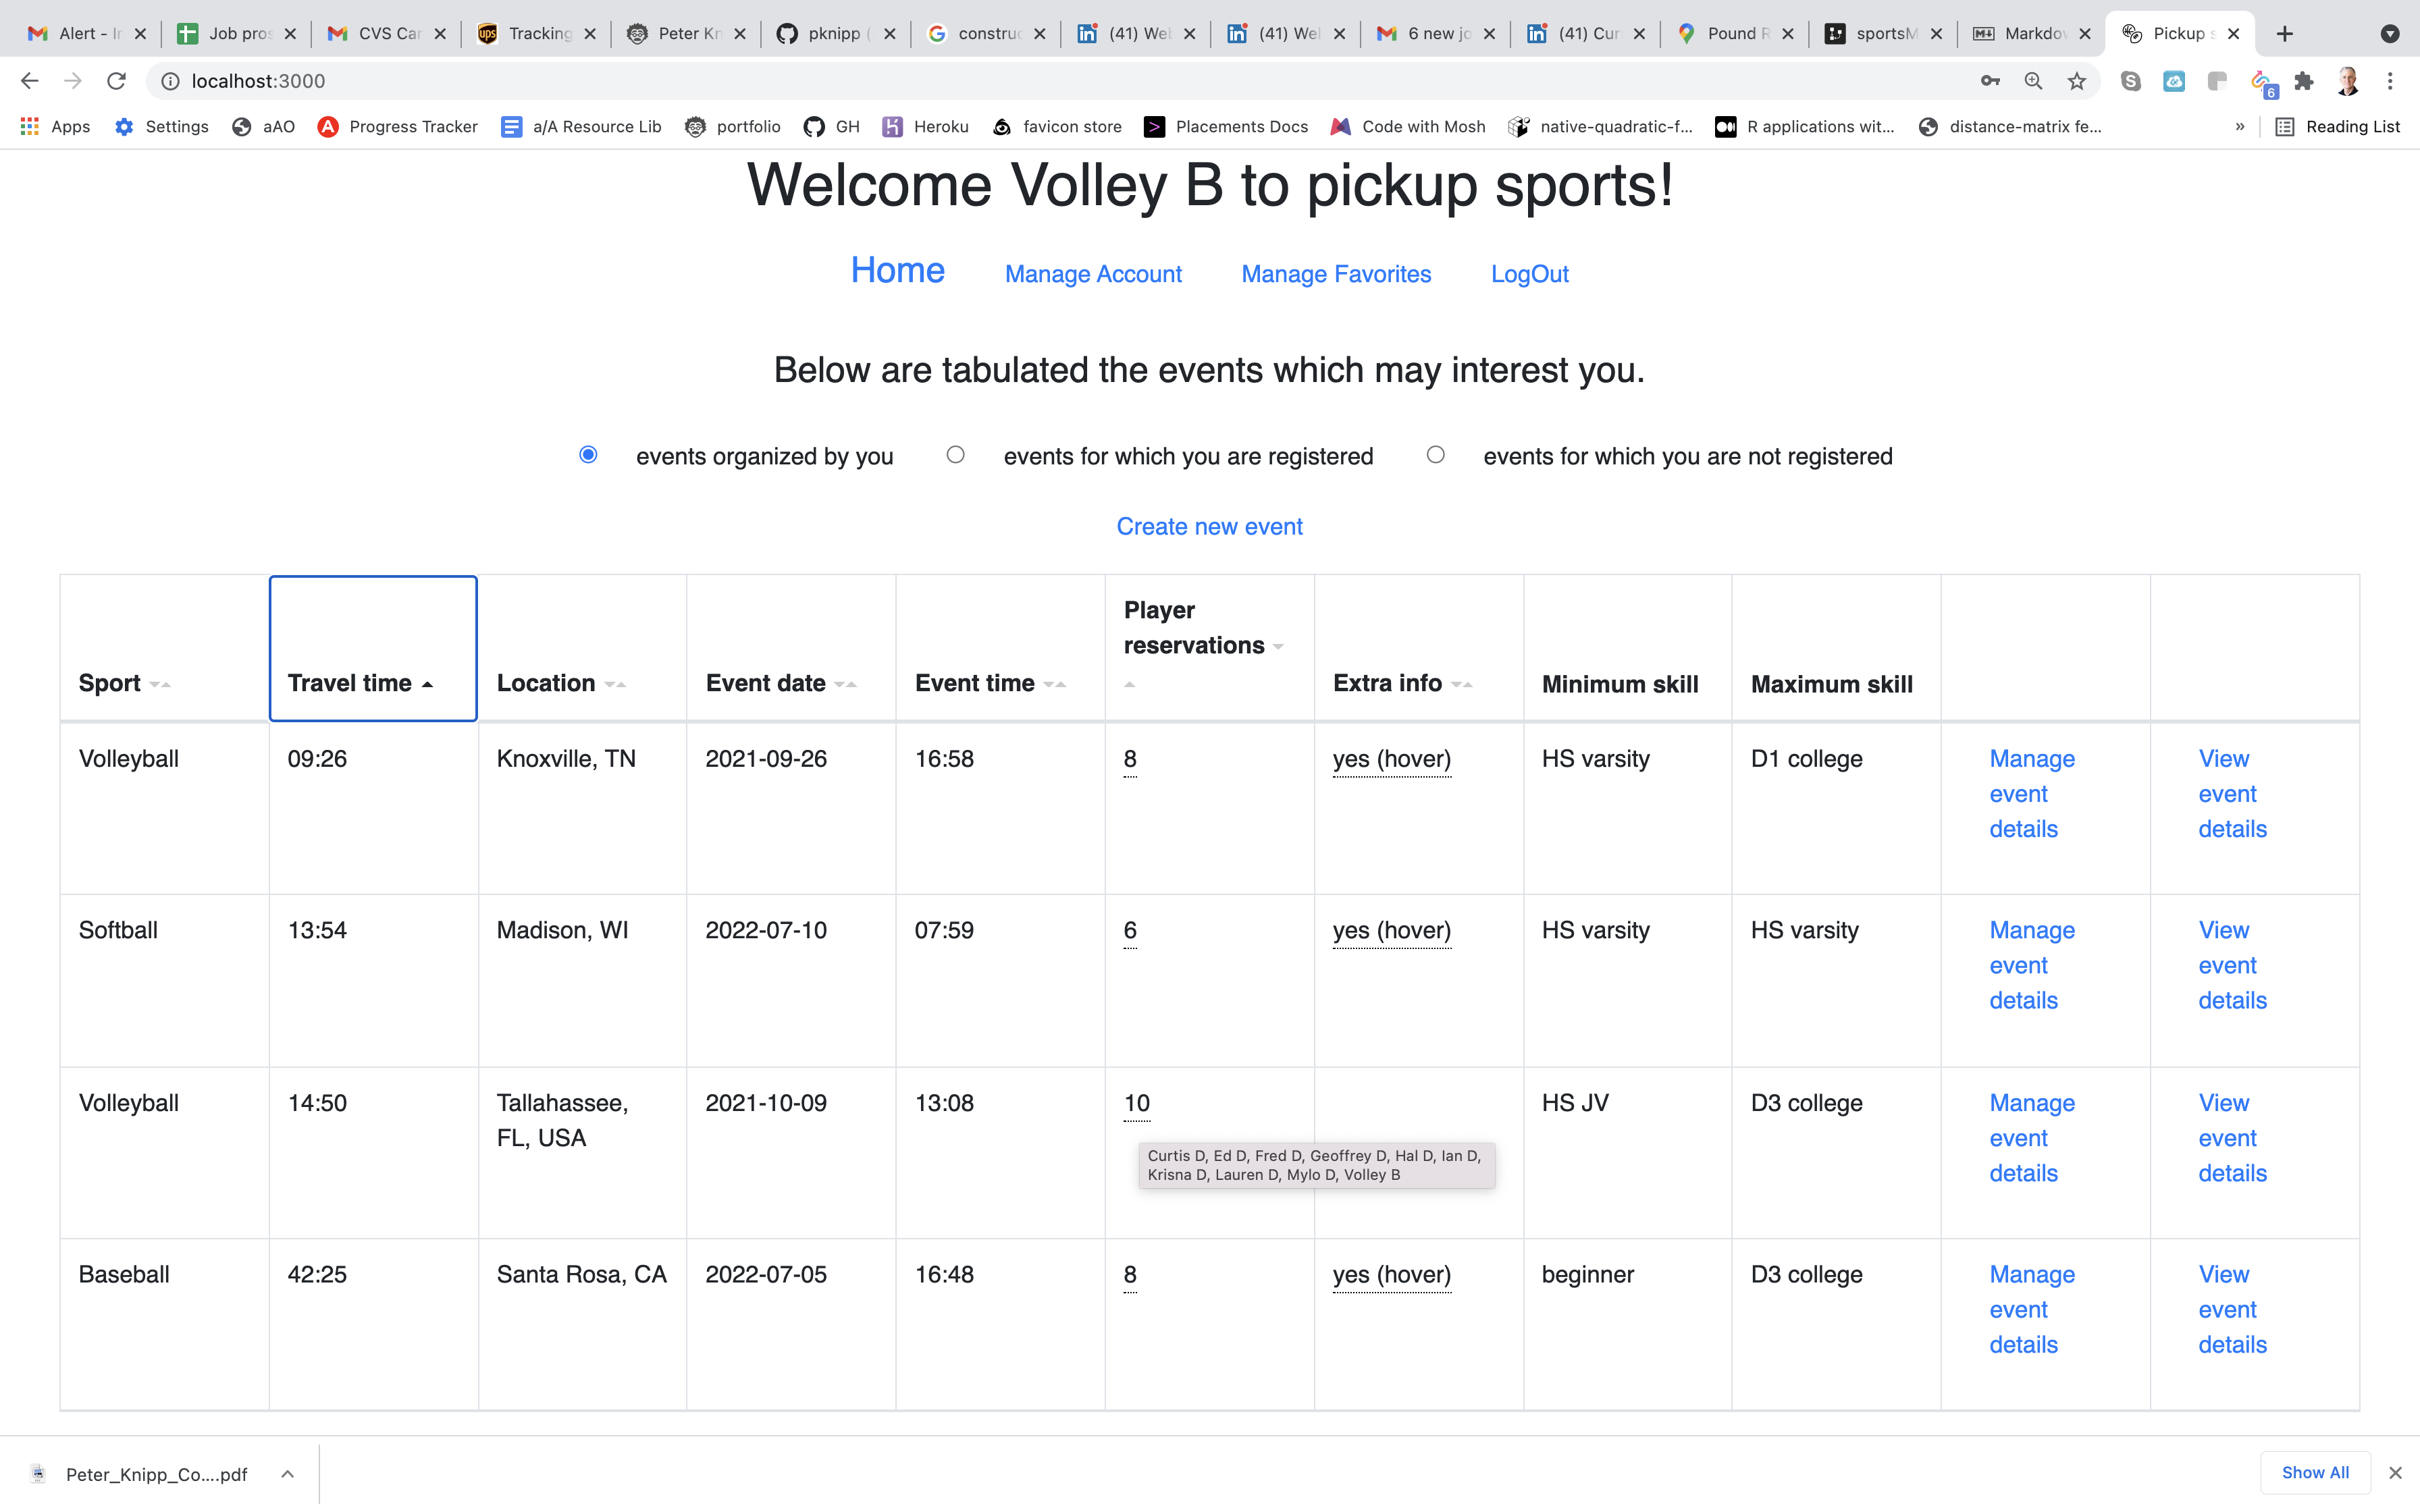 Alert - I
Job pros
CVS Car
Tracking
Peter Kn
pknipp (
construc
(41) Wel
(41) Wel
6 new jo
(41) Cur
Pound R
sportsM
Markdov
Pickup s
localhost:3000
6
Apps
Settings
aAO
Progress Tracker
a/A Resource Lib
portfolio
GH
Heroku
favicon store
Placements Docs
Code with Mosh
native-quadratic-f...
R applications wit...
distance-matrix fe...
»
Reading List
Welcome Volley B to pickup sports!
Home Manage Account Manage Favorites LogOut
Below are tabulated the events which may interest you.
events organized by you events for which you are registered events for which you are not registered
Create new event
Sport
Travel time
Location
Event date
Event time
Player
reservations
Extra info
Minimum skill
Maximum skill
Volleyball
09:26
Knoxville, TN
2021-09-26
16:58
8
yes (hover)
HS varsity
D1 college
Manage
event
details
View
event
details
Softball
13:54
Madison, WI
2022-07-10
07:59
6
yes (hover)
HS varsity
HS varsity
Manage
event
details
View
event
details
Volleyball
14:50
Tallahassee,
FL, USA
2021-10-09
13:08
10
HS JV
D3 college
Manage
event
details
View
event
details
Curtis D, Ed D, Fred D, Geoffrey D, Hal D, Ian D,
Krisna D, Lauren D, Mylo D, Volley B
Baseball
42:25
Santa Rosa, CA
2022-07-05
16:48
8
yes (hover)
beginner
D3 college
Manage
event
details
View
event
details
Peter_Knipp_Co....pdf
Show All